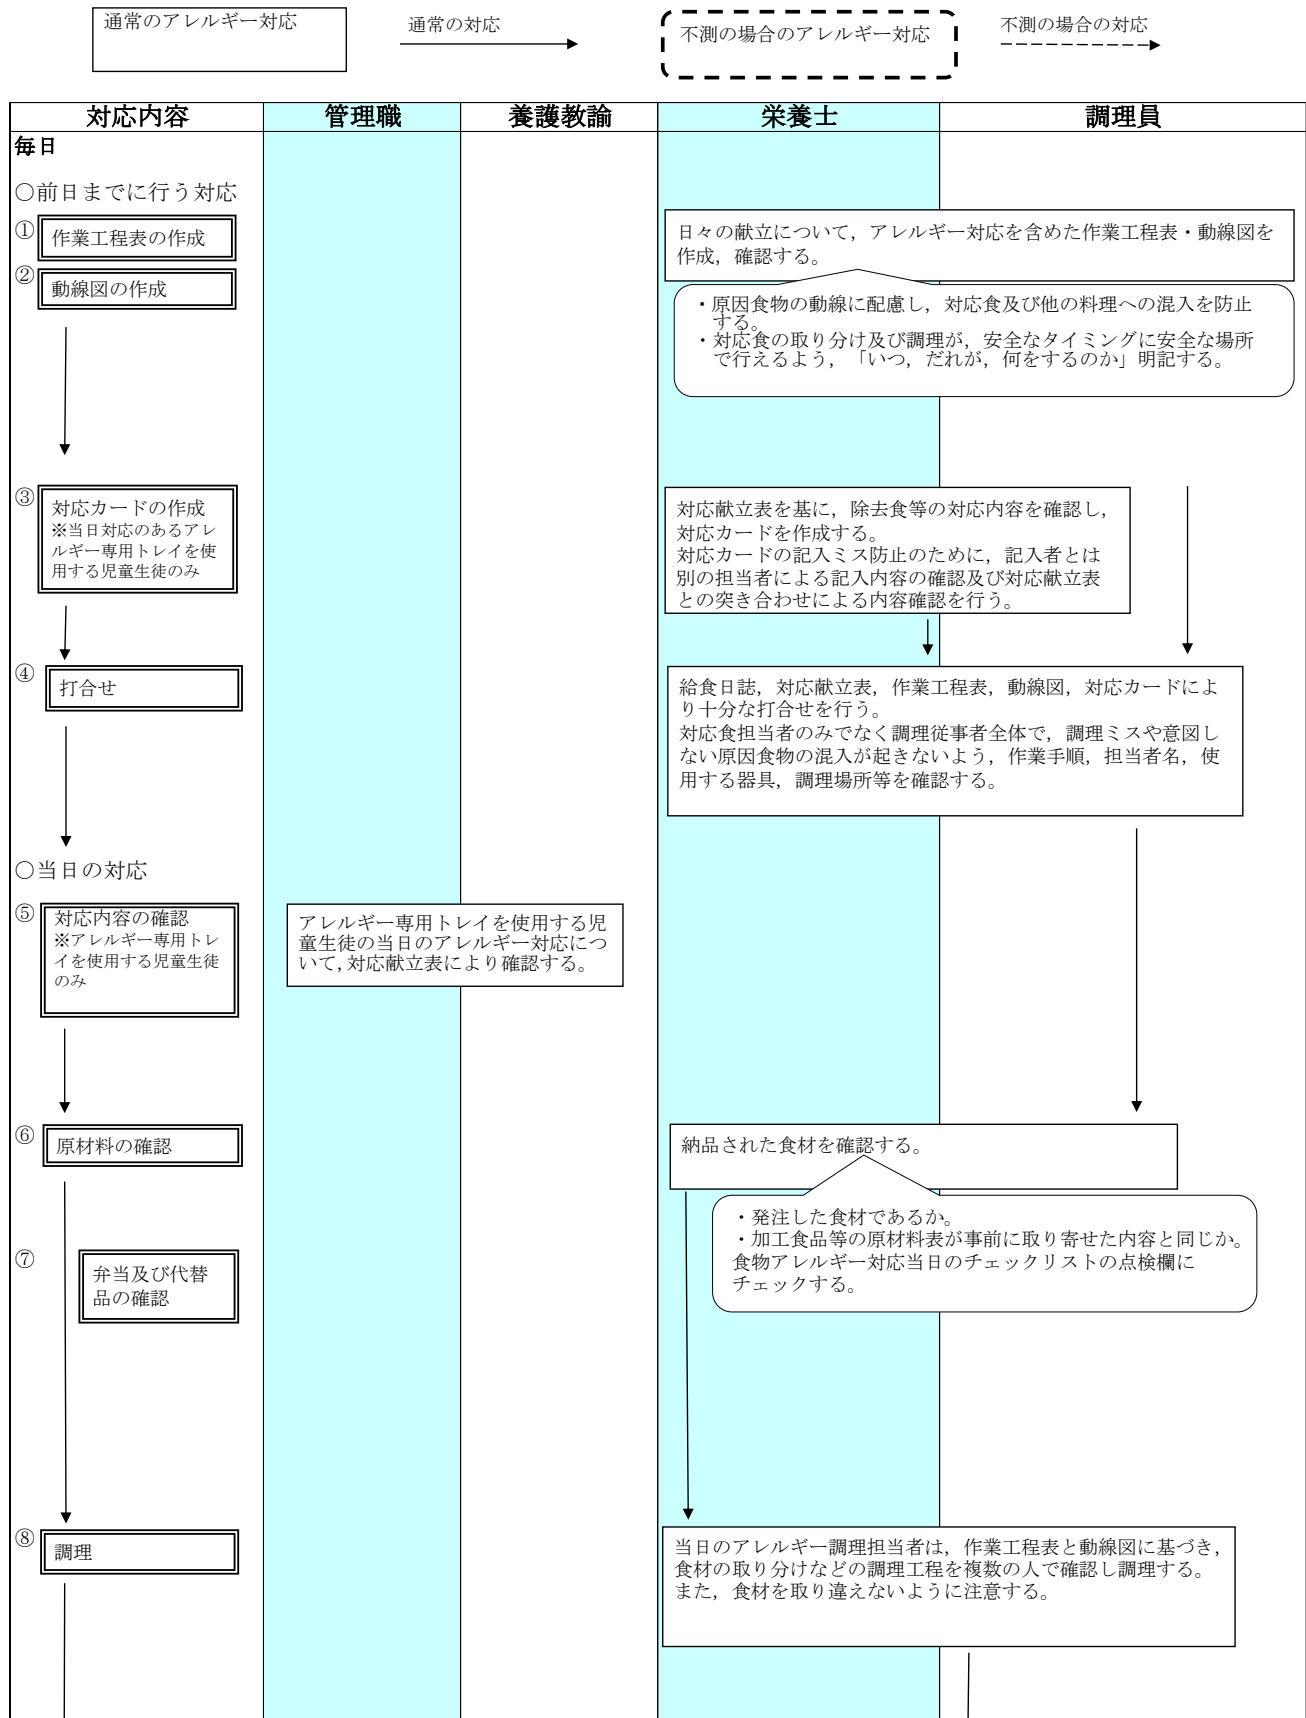 通常のアレルギー対応
通常の対応
不測の場合のアレルギー対応
不測の場合の対応
対応内容
管理職
養護教諭
栄養士
調理員
毎日
○前日までに行う対応
①
作業工程表の作成
日々の献立について，アレルギー対応を含めた作業工程表・動線図を
作成，確認する。
②
動線図の作成
・原因食物の動線に配慮し，対応食及び他の料理への混入を防止
する。
・対応食の取り分け及び調理が，安全なタイミングに安全な場所
で行えるよう，「いつ，だれが，何をするのか」明記する。
③
対応カードの作成
※当日対応のあるアレ
ルギー専用トレイを使
用する児童生徒のみ
対応献立表を基に，除去食等の対応内容を確認し，
対応カードを作成する。
対応カードの記入ミス防止のために，記入者とは
別の担当者による記入内容の確認及び対応献立表
との突き合わせによる内容確認を行う。
④
打合せ
給食日誌，対応献立表，作業工程表，動線図，対応カードによ
り十分な打合せを行う。
対応食担当者のみでなく調理従事者全体で，調理ミスや意図し
ない原因食物の混入が起きないよう，作業手順，担当者名，使
用する器具，調理場所等を確認する。
○当日の対応
⑤
対応内容の確認
※アレルギー専用トレ
イを使用する児童生徒
のみ
アレルギー専用トレイを使用する児
童生徒の当日のアレルギー対応につ
いて，対応献立表により確認する。
⑥
原材料の確認
納品された食材を確認する。
・発注した食材であるか。
・加工食品等の原材料表が事前に取り寄せた内容と同じか。
食物アレルギー対応当日のチェックリストの点検欄に
チェックする。
⑦
弁当及び代替
品の確認
⑧
調理
当日のアレルギー調理担当者は，作業工程表と動線図に基づき，
食材の取り分けなどの調理工程を複数の人で確認し調理する。
また，食材を取り違えないように注意する。